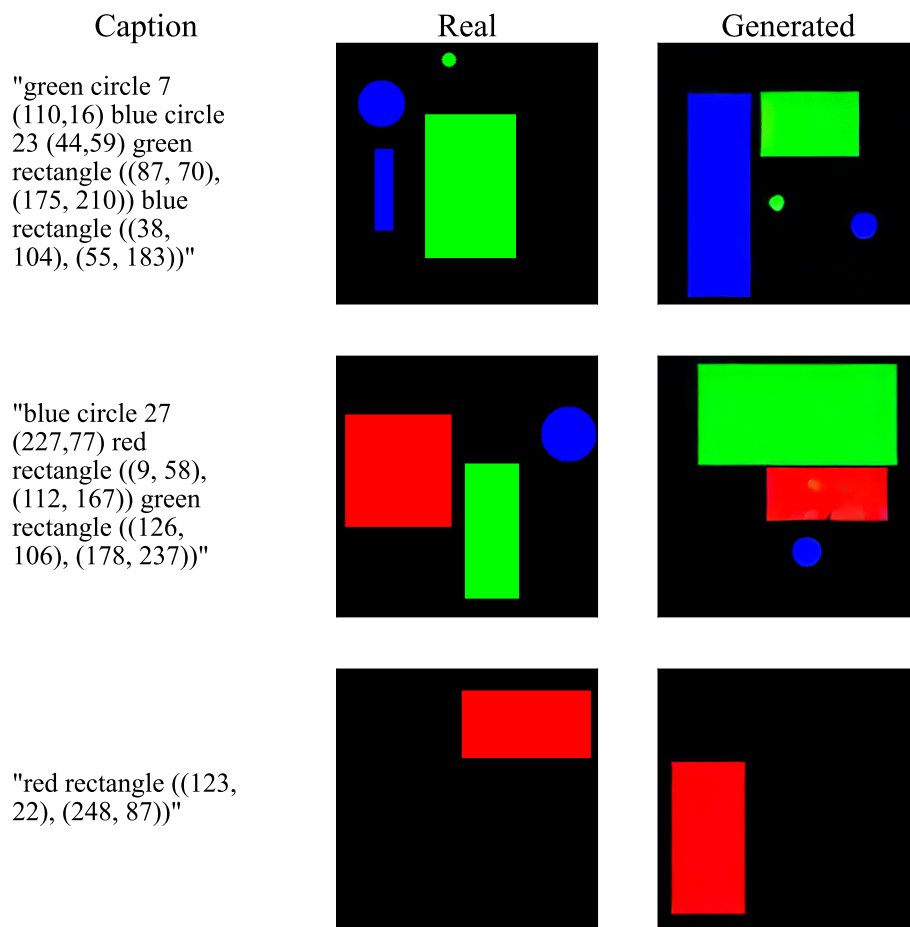 Caption Real Generated
"green circle 7
(110,16) blue circle
23 (44,59) green
rectangle ((87, 70),
(175, 210)) blue
rectangle ((38,
104), (55, 183))"
"blue circle 27
(227,77) red
rectangle ((9, 58),
(112, 167)) green
rectangle ((126,
106), (178, 237))"
"red rectangle ((123,
22), (248, 87))"